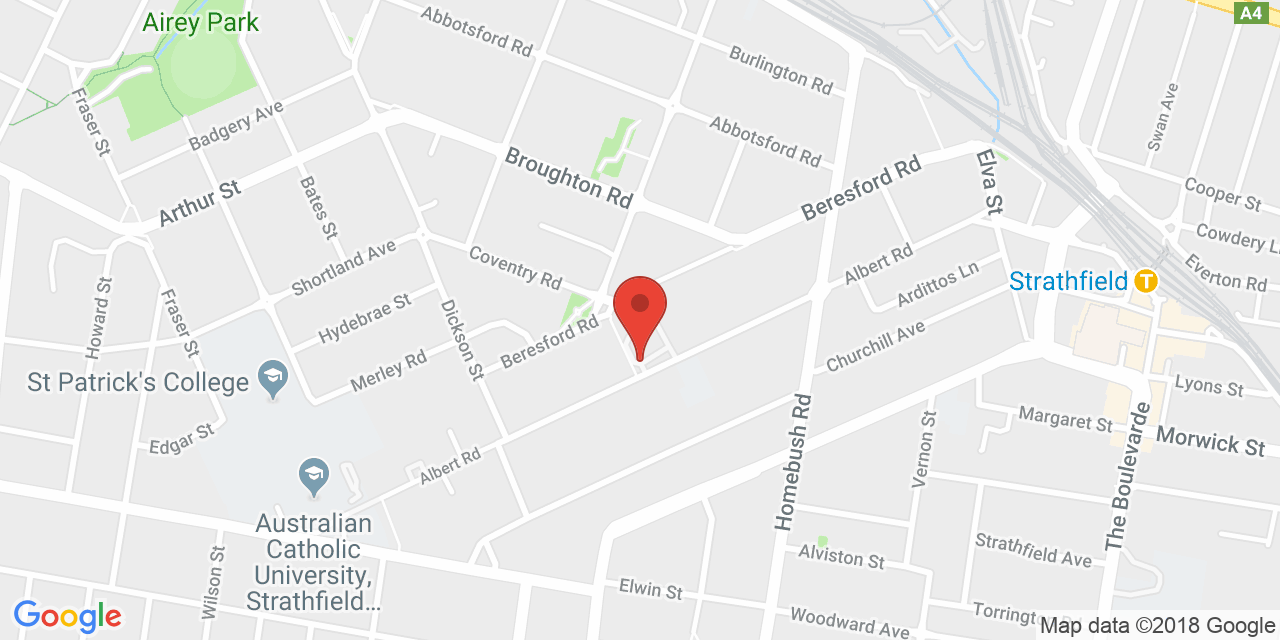 Airey Park
A4
Abbotsford Rd
Burlington Rd
Fraser St
Badgery Ave
Abbotsford Rd
Swan Ave
Broughton Rd
Beresford Rd
Elva St
Cooper St
Arthur St
Bates St
Cowdery L
Shortland Ave
Coventry Rd
Albert Rd
Ardittos Ln
Strathfield
T
Everton Rd
Howard St
Fraser St
Hydebrae St
Dickson St
Beresford Rd
Merley Rd
Churchill Ave
St Patrick's College
Lyons St
Homebush Rd
Margaret St
Morwick St
Edgar St
Albert Rd
Vernon St
The Boulevarde
Australian
Catholic
University,
Strathfield...
Wilson St
Alviston St
Strathfield Ave
Elwin St
Woodward Ave
Torrington
Google
Map data ©2018 Google